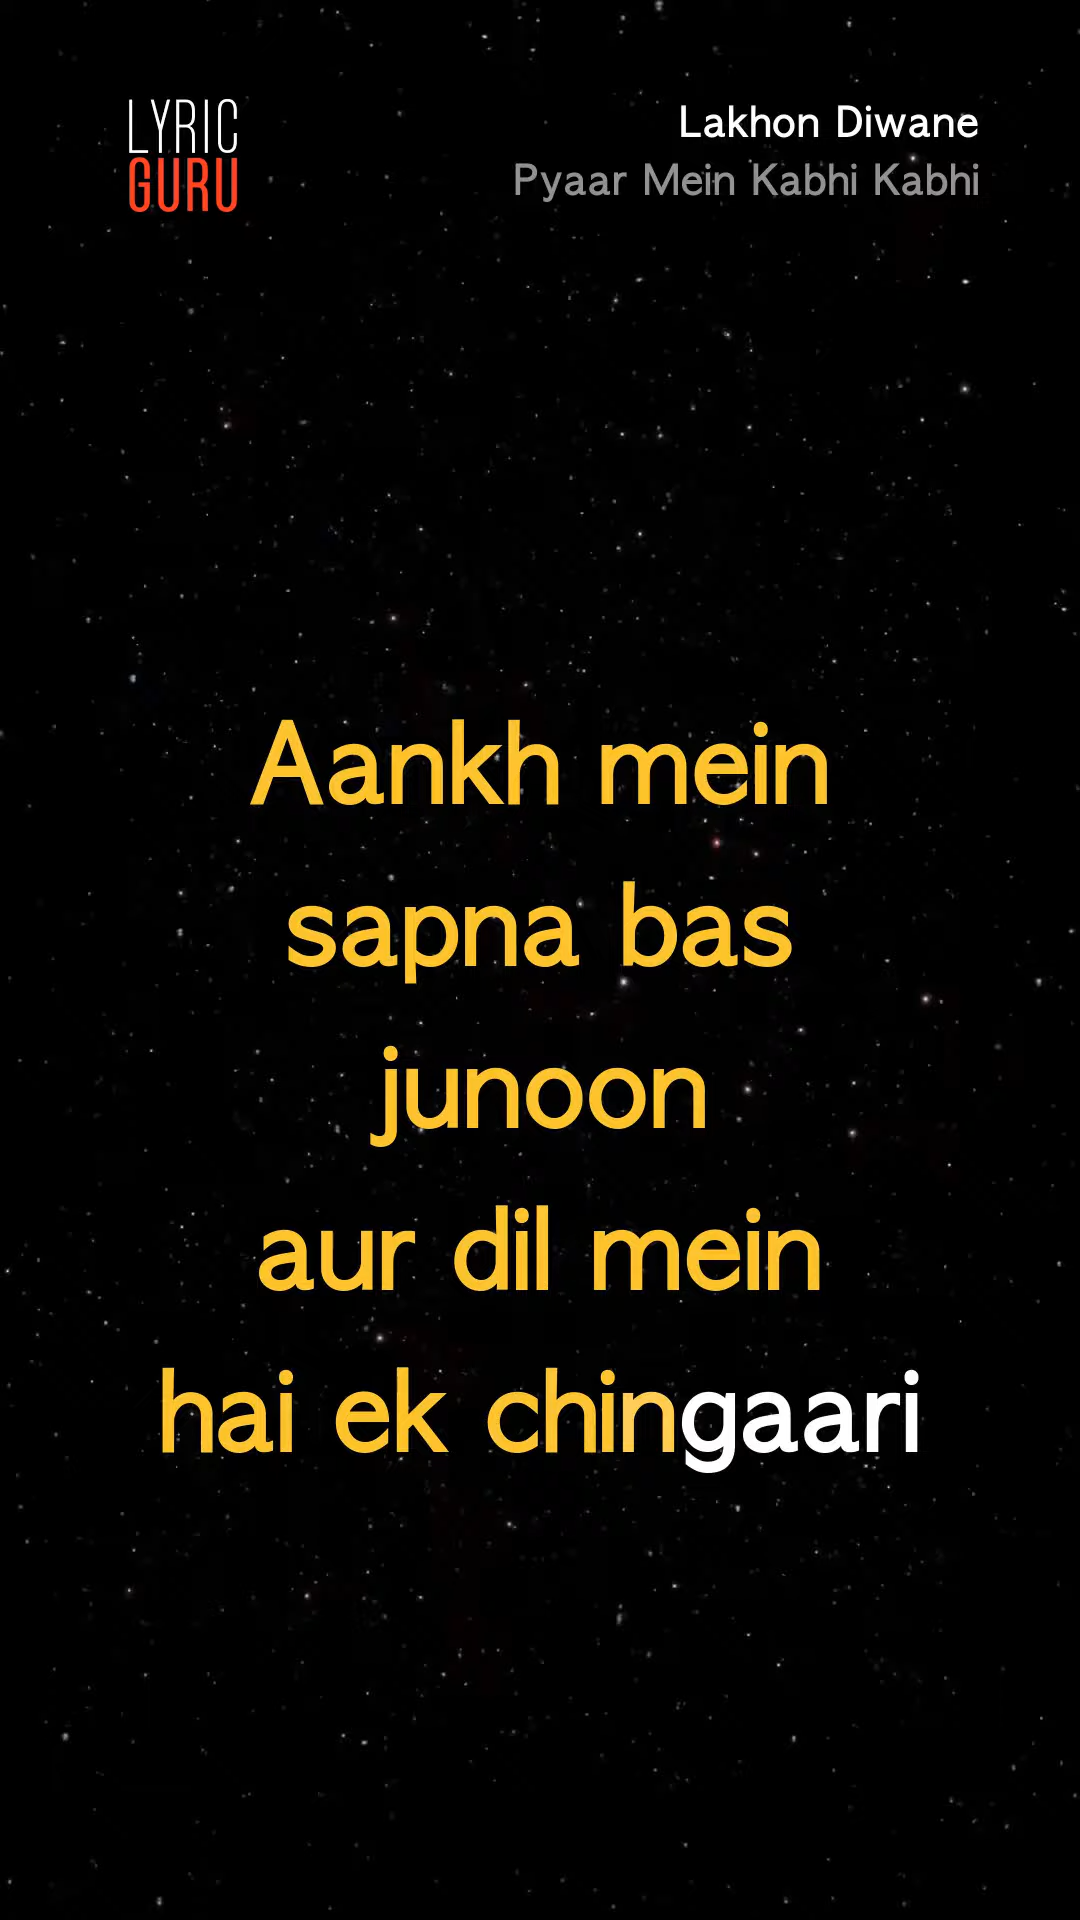 LYRIC
GURU
Lakhon Diwane
Pyaar Mein Kabhi Kabhi
Aankh mein
sapna bas
junoon
aur dil mein
hai ek chingaari